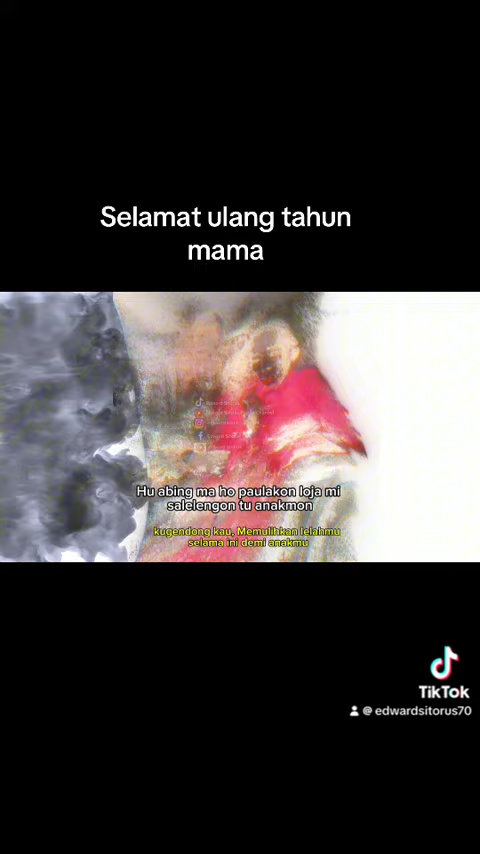 Selamat ulang tahun
mama
Hu abing ma ho paulakon loja mi
salelengon tu anakmon
kugendong kau, Memulihkan lelahmu
selama ini demi anakmu
TikTok
@ edwardsitorus70